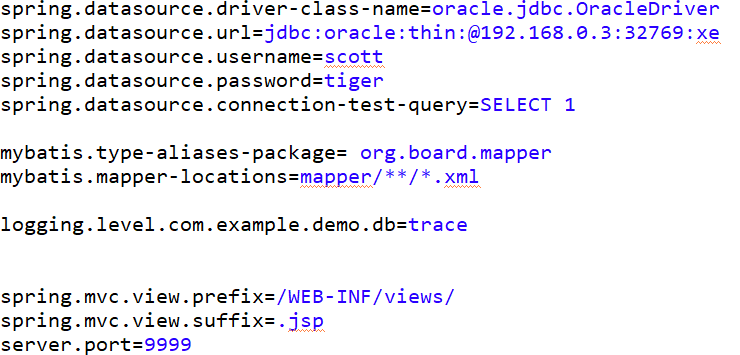 spring.datasource.driver-class-name=oracle.jdbc.OracleDriver
spring.datasource.url=jdbc:oracle:thin:@192.168.0.3:32769:xe
spring.datasource.username=scott
spring.datasource.password=tiger
spring.datasource.connection-test-query=SELECT 1
mybatis.type-aliases-package= org.board.mapper
mybatis.mapper-locations=mapper/**/*.xml
logging.level.com.example.demo.db=trace
spring.mvc.view.prefix=/WEB-INF/views/
spring.mvc.view.suffix=.jsp
server.port=9999